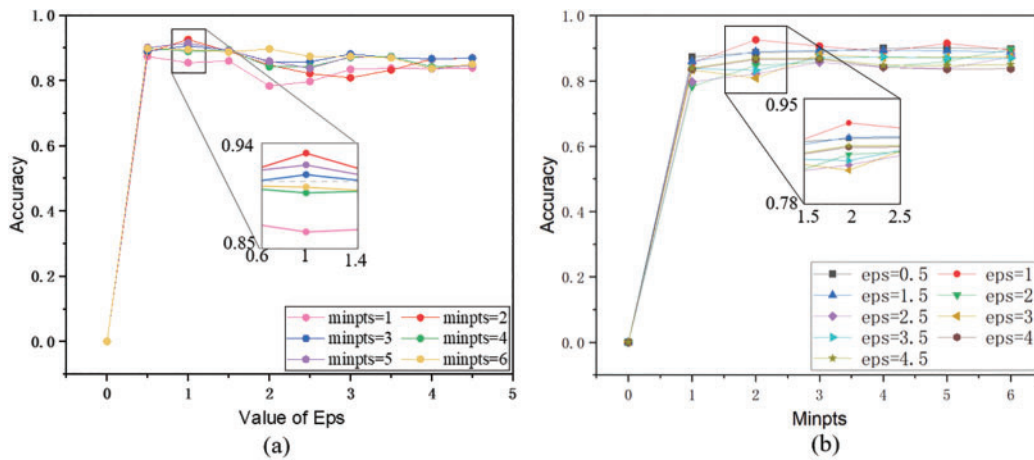 1.0
0.8
0.6
0.4
0.2
0.0
Accuracy
0.94
0.85
0.6 1 1.4
minpts=1 minpts=2
minpts=3 minpts=4
minpts=5 minpts=6
0 1 2 3 4 5
Value of Eps
(a)
1.0
0.8
0.6
0.4
0.2
0.0
Accuracy
0.95
0.78
1.5 2 2.5
eps=0.5 eps=1
eps=1.5 eps=2
eps=2.5 eps=3
eps=3.5 eps=4
eps=4.5
0 1 2 3 4 5 6
Minpts
(b)